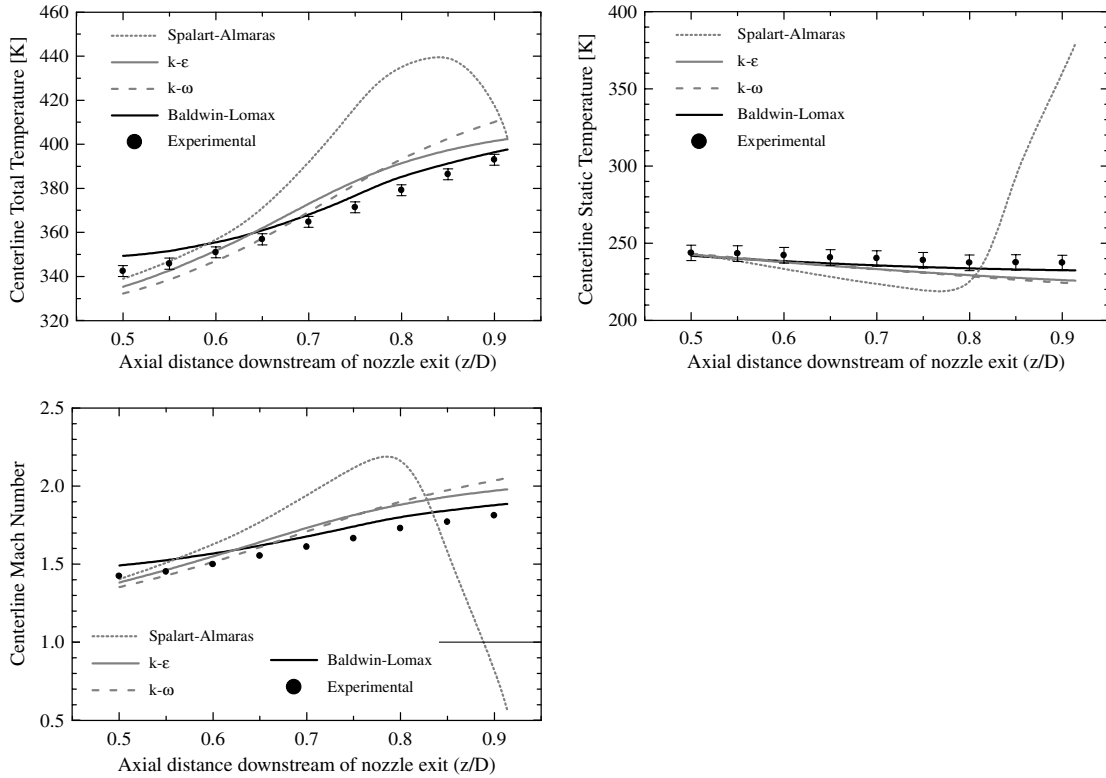 Centerline Total Temperature [K]
460
440
420
400
380
360
340
320
Spalart-Almaras
k-ε
k-ω
Baldwin-Lomax
Experimental
0.5 0.6 0.7 0.8 0.9
Axial distance downstream of nozzle exit (z/D)
Centerline Static Temperature [K]
400
350
300
250
200
Spalart-Almaras
k-ε
k-ω
Baldwin-Lomax
Experimental
0.5 0.6 0.7 0.8 0.9
Axial distance downstream of nozzle exit (z/D)
Centerline Mach Number
2.5
2.0
1.5
1.0
0.5
Spalart-Almaras
k-ε
k-ω
Baldwin-Lomax
Experimental
0.5 0.6 0.7 0.8 0.9
Axial distance downstream of nozzle exit (z/D)